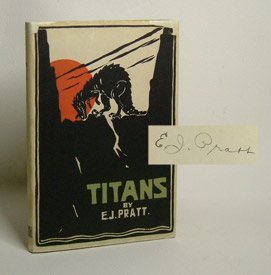 TITANS
BY
E.J. PRATT.
E. J. Pratt